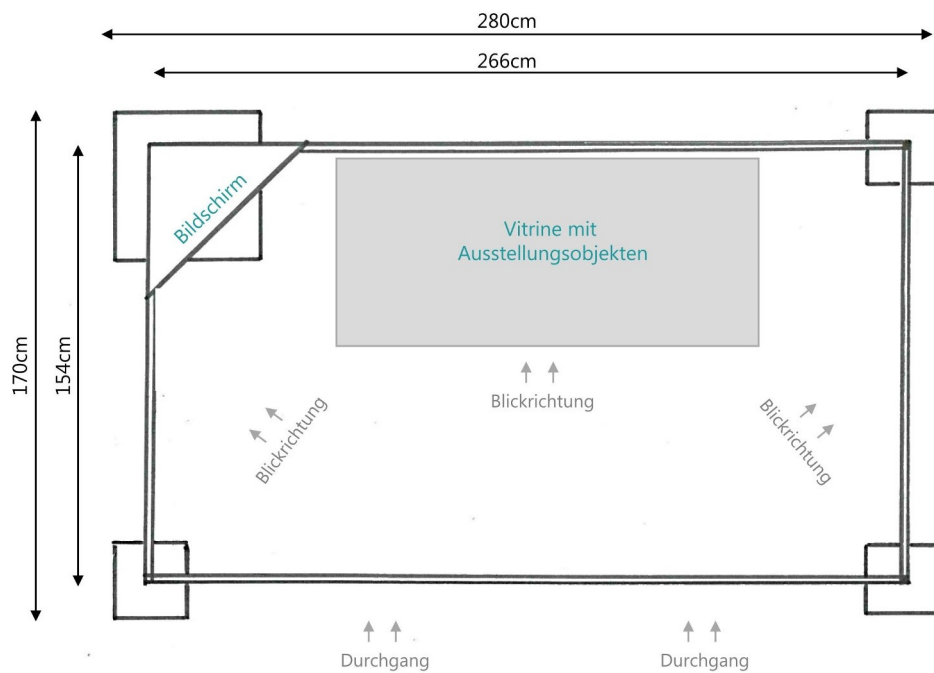 280cm
266cm
170cm
154cm
Bildschirm
Vitrine mit
Ausstellungsobjekten
Blickrichtung
Blickrichtung
Blickrichtung
Durchgang
Durchgang